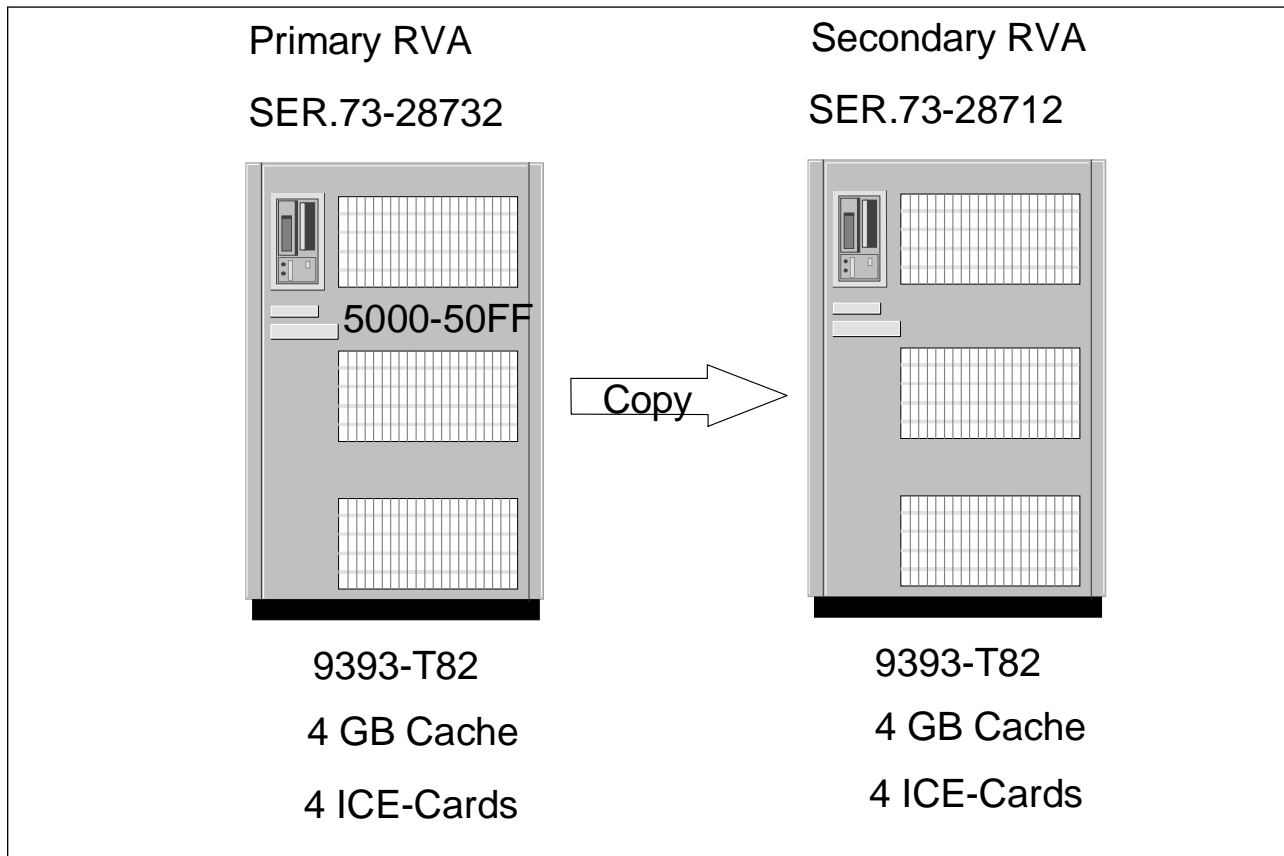 Primary RVA
SER.73-28732
5000-50FF
9393-T82
4 GB Cache
4 ICE-Cards
Copy
Secondary RVA
SER.73-28712
9393-T82
4 GB Cache
4 ICE-Cards